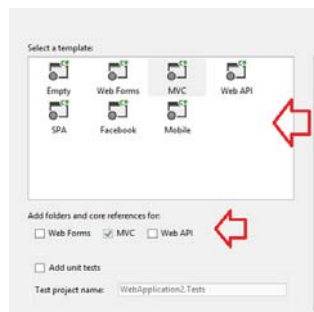 Select a template:
Empty Web Forms MVC Web API
SPA Facebook Mobile
Add folders and core references for:
Web Forms MVC Web API
Add unit tests
Test project name: WebApplication2.Tests